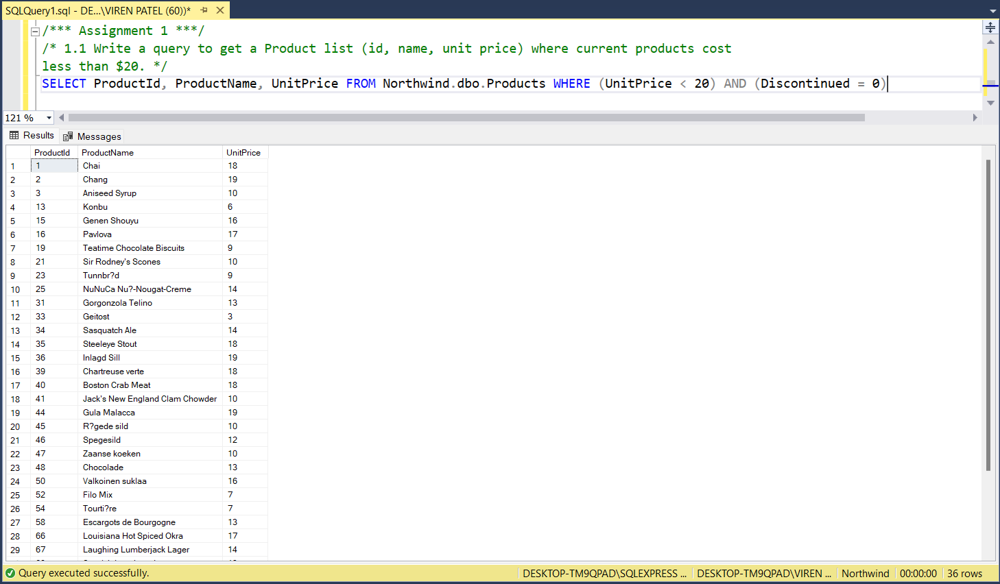 SQLQuery1.sql - DE...\VIREN PATEL (60))*
/*** Assignment 1 ***/
/* 1.1 Write a query to get a Product list (id, name, unit price) where current products cost
less than $20. */
SELECT ProductId, ProductName, UnitPrice FROM Northwind.dbo.Products WHERE (UnitPrice < 20) AND (Discontinued = 0)
121 %
Results Messages
ProductId ProductName UnitPrice
1 1 Chai 18
2 2 Chang 19
3 3 Aniseed Syrup 10
4 13 Konbu 6
5 15 Genen Shouyu 16
6 16 Pavlova 17
7 19 Teatime Chocolate Biscuits 9
8 21 Sir Rodney's Scones 10
9 23 Tunnbr?d 9
10 25 NuNuCa Nu?-Nougat-Creme 14
11 31 Gorgonzola Telino 13
12 33 Geitost 3
13 34 Sasquatch Ale 14
14 35 Steeleye Stout 18
15 36 Inlagd Sill 19
16 39 Chartreuse verte 18
17 40 Boston Crab Meat 18
18 41 Jack's New England Clam Chowder 10
19 44 Gula Malacca 19
20 45 R?gede sild 10
21 46 Spegesild 12
22 47 Zaanse koeken 10
23 48 Chocolade 13
24 50 Valkoinen suklaa 16
25 52 Filo Mix 7
26 54 Tourti?re 7
27 58 Escargots de Bourgogne 13
28 66 Louisiana Hot Spiced Okra 17
29 67 Laughing Lumberjack Lager 14
Query executed successfully. DESKTOP-TM9QPAD\SQLEXPRESS ... DESKTOP-TM9QPAD\VIREN ... Northwind 00:00:00 36 rows